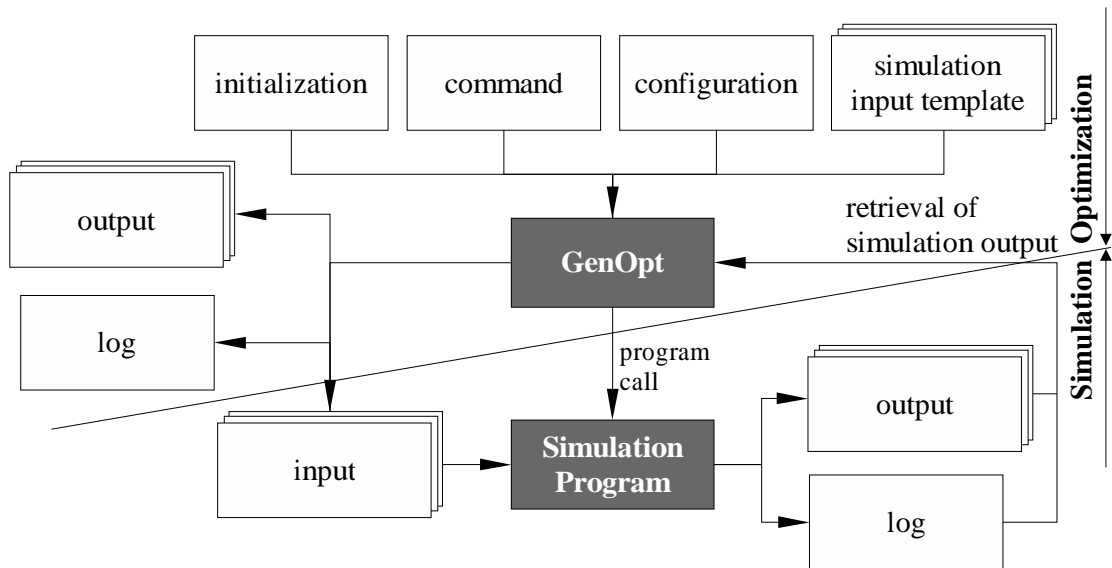 initialization
command
configuration
simulation
input template
output
retrieval of
simulation output
Optimization
GenOpt
log
program
call
Simulation
output
input
Simulation
Program
log